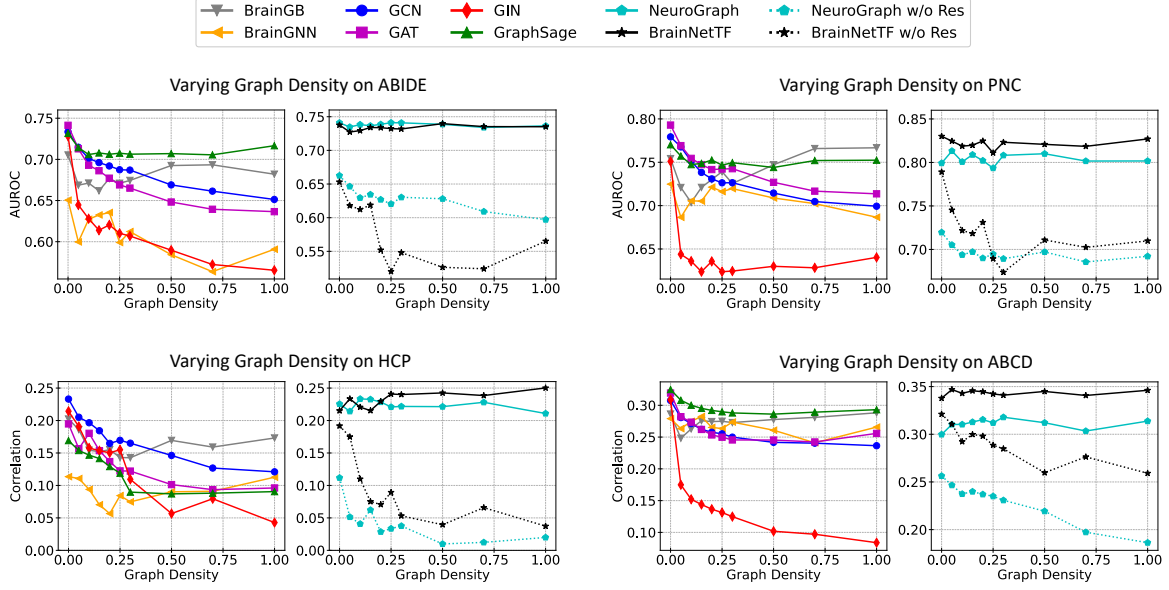 BrainGB GCN GIN NeuroGraph NeuroGraph w/o Res
BrainGNN GAT GraphSage BrainNetTF BrainNetTF w/o Res
Varying Graph Density on ABIDE
AUROC
0.75
0.70
0.65
0.60
0.00 0.25 0.50 0.75 1.00
Graph Density
0.75
0.70
0.65
0.60
0.55
0.00 0.25 0.50 0.75 1.00
Graph Density
Varying Graph Density on PNC
AUROC
0.80
0.75
0.70
0.65
0.00 0.25 0.50 0.75 1.00
Graph Density
0.85
0.80
0.75
0.70
0.00 0.25 0.50 0.75 1.00
Graph Density
Varying Graph Density on HCP
Correlation
0.25
0.20
0.15
0.10
0.05
0.00
0.00 0.25 0.50 0.75 1.00
Graph Density
0.25
0.20
0.15
0.10
0.05
0.00
0.00 0.25 0.50 0.75 1.00
Graph Density
Varying Graph Density on ABCD
Correlation
0.30
0.25
0.20
0.15
0.10
0.00 0.25 0.50 0.75 1.00
Graph Density
0.35
0.30
0.25
0.20
0.00 0.25 0.50 0.75 1.00
Graph Density